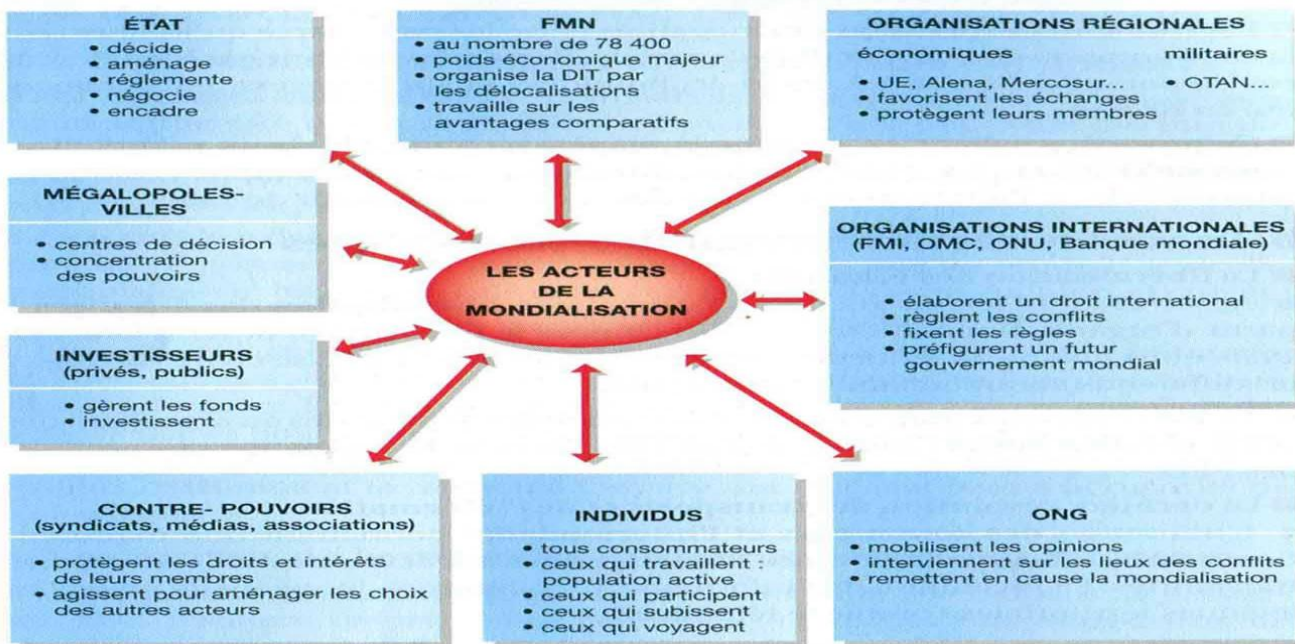 ÉTAT
• décide
• aménage
• réglemente
• négocie
• encadre
FMN
• au nombre de 78 400
• poids économique majeur
• organise la DIT par
les délocalisations
• travaille sur les
avantages comparatifs
ORGANISATIONS RÉGIONALES
économiques militaires
• UE, Alena, Mercosur... • OTAN...
• favorisent les échanges
• protègent leurs membres
MÉGALOPOLES-
VILLES
• centres de décision
• concentration
des pouvoirs
LES ACTEURS
DE LA
MONDIALISATION
ORGANISATIONS INTERNATIONALES
(FMI, OMC, ONU, Banque mondiale)
• élaborent un droit international
• règlent les conflits
• fixent les règles
• préfigurent un futur
gouvernement mondial
INVESTISSEURS
(privés, publics)
• gèrent les fonds
• investissent
CONTRE- POUVOIRS
(syndicats, médias, associations)
• protègent les droits et intérêts
de leurs membres
• agissent pour aménager les choix
des autres acteurs
INDIVIDUS
• tous consommateurs
• ceux qui travaillent :
population active
• ceux qui participent
• ceux qui subissent
• ceux qui voyagent
ONG
• mobilisent les opinions
• interviennent sur les lieux des conflits
• remettent en cause la mondialisation